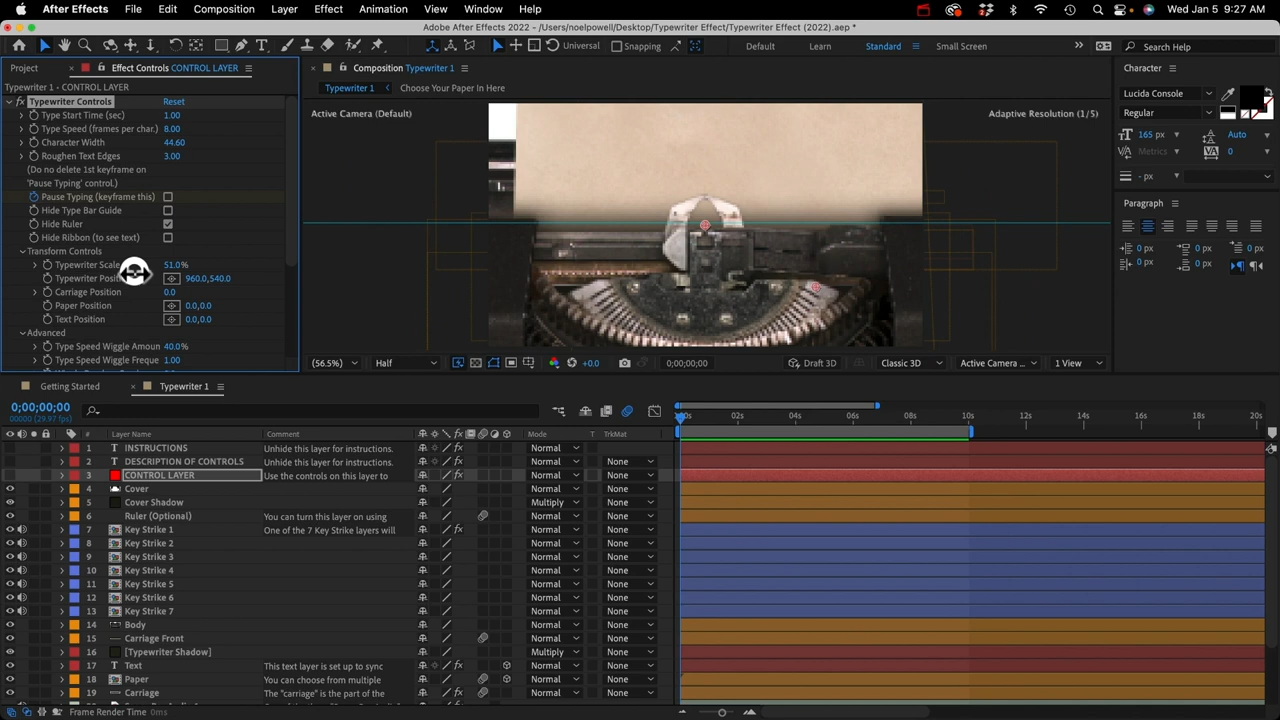 After Effects File Edit Composition Layer Effect Animation View Window Help Wed Jan 5 9:27 AM
Adobe After Effects 2022 - /Users/noelpowell/Desktop/Typewriter Effect/Typewriter Effect (2022).aep *
Universal Snapping Default Learn Standard Small Screen Search Help
Project Effect Controls CONTROL LAYER
Composition Typewriter 1
Character
Typewriter 1 • CONTROL LAYER
Typewriter 1 Choose Your Paper In Here
Lucida Console
Typewriter Controls Reset
Active Camera (Default) Adaptive Resolution (1/5)
Regular
Type Start Time (sec) 1.00
Type Speed (frames per char.) 8.00
165 px Auto
Character Width 44.60
Metrics 0
Roughen Text Edges 3.00
(Do no delete 1st keyframe on
- px
'Pause Typing' control.)
Pause Typing (keyframe this)
Paragraph
Hide Type Bar Guide
Hide Ruler
Hide Ribbon (to see text)
Transform Controls
0 px 0 px
Typewriter Scale 51.0%
0 px 0 px
Typewriter Posit 960.0,540.0
Carriage Position 0.0
Paper Position 0.0,0.0
Text Position 0.0,0.0
Advanced
Type Speed Wiggle Amoun 40.0%
Type Speed Wiggle Freque 1.00
(56.5%) Half +0.0 0;00;00;00 Draft 3D Classic 3D Active Camera ... 1 View
Getting Started Typewriter 1
0;00;00;00
00000 (29.97 fps)
0s 02s 04s 06s 08s 10s 12s 14s 16s 18s 20s
# Layer Name Comment Mode T TrkMat
1 T INSTRUCTIONS Unhide this layer for instructions. Normal
2 T DESCRIPTION OF CONTROLS Unhide this layer for instructions. Normal None
3 CONTROL LAYER Use the controls on this layer to Normal None
4 Cover Normal None
5 Cover Shadow Multiply None
6 Ruler (Optional) You can turn this layer on using Normal None
7 Key Strike 1 One of the 7 Key Strike layers will Normal None
8 Key Strike 2 Normal None
9 Key Strike 3 Normal None
10 Key Strike 4 Normal None
11 Key Strike 5 Normal None
12 Key Strike 6 Normal None
13 Key Strike 7 Normal None
14 Body Normal None
15 Carriage Front Normal None
16 [Typewriter Shadow] Multiply None
17 T Text This text layer is set up to sync Normal None
18 Paper You can choose from multiple Normal None
19 Carriage The "carriage" is the part of the Normal None
Frame Render Time 0ms